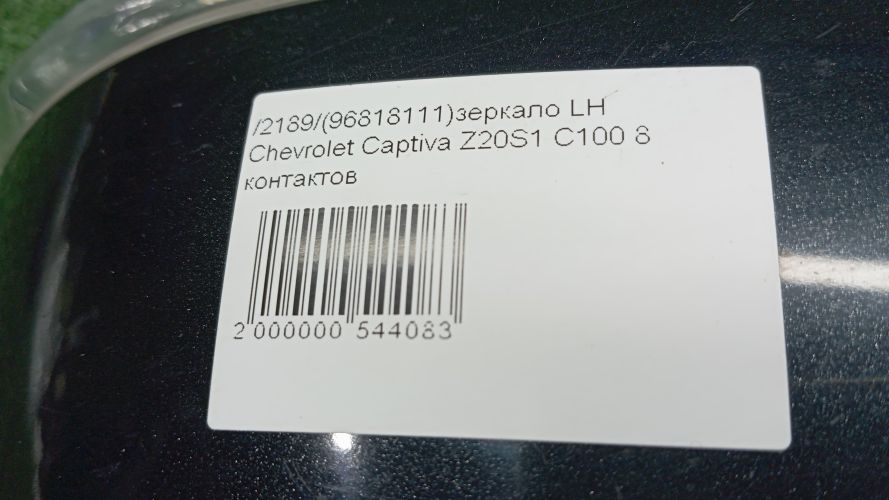 /2189/(96818111)зеркало LH
Chevrolet Captiva Z20S1 C100 8
контактов
2 000000 544083